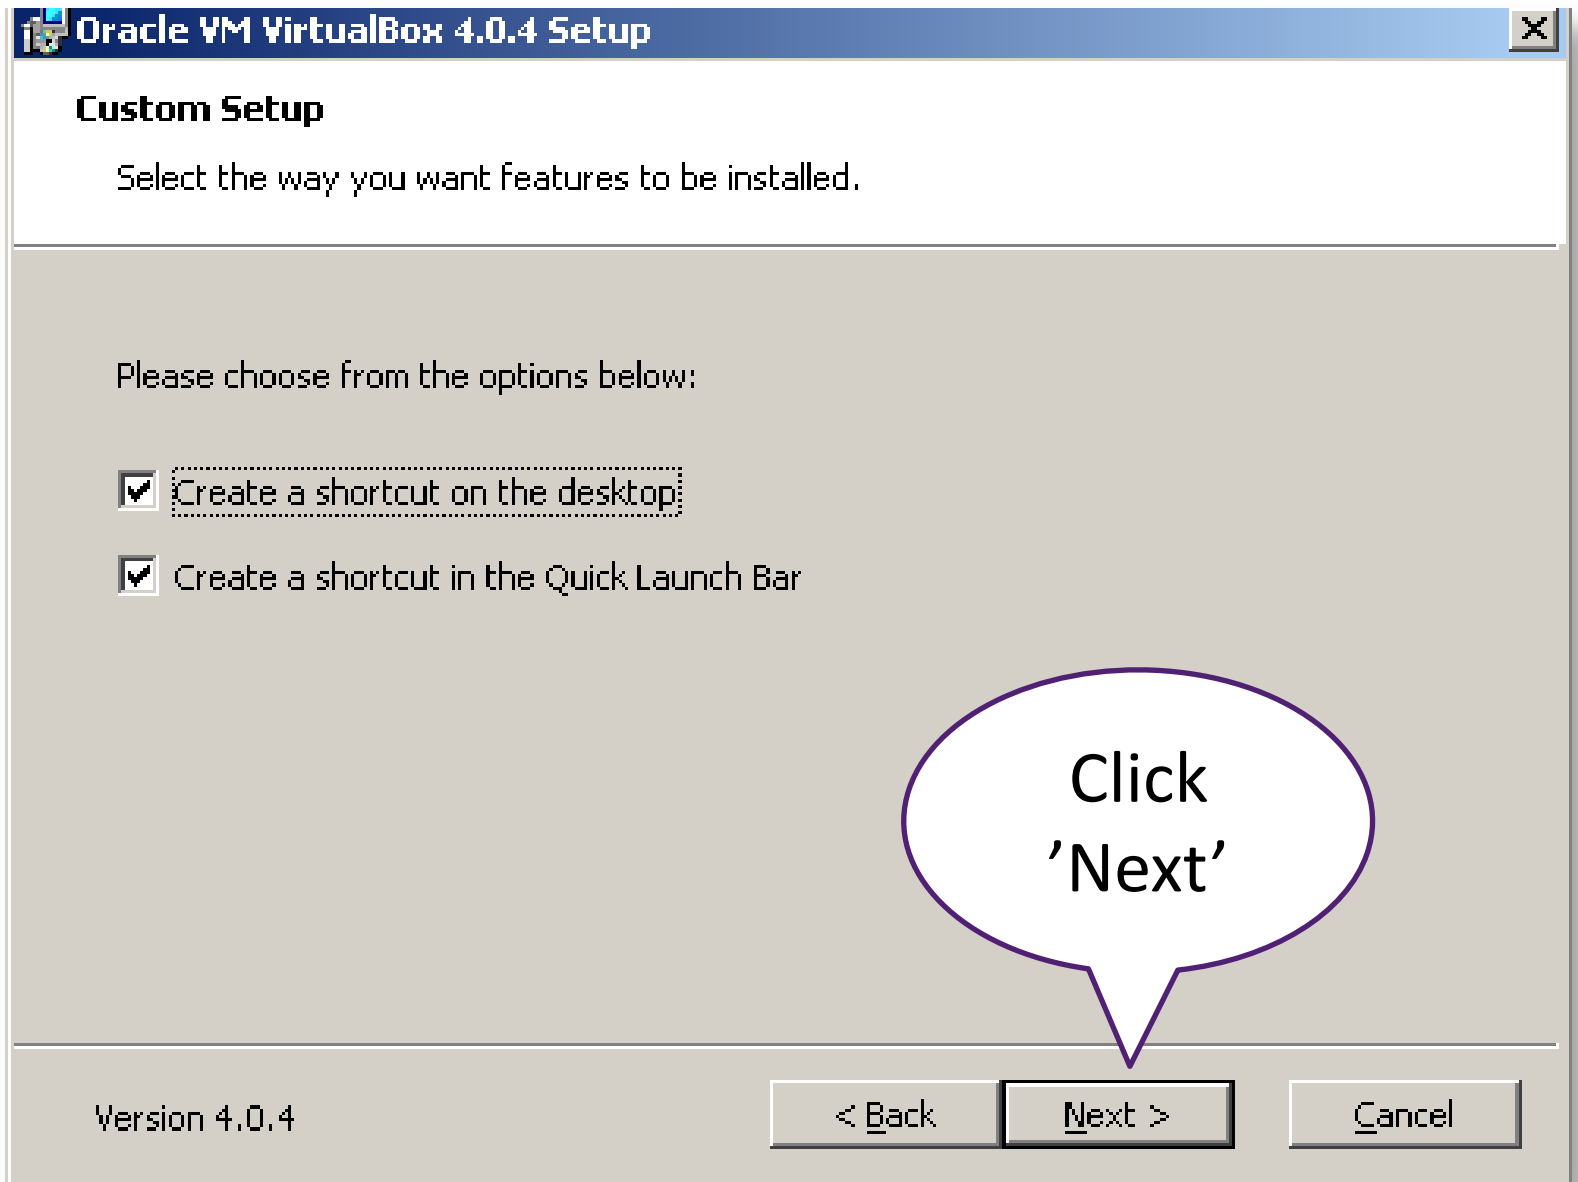 Oracle VM VirtualBox 4.0.4 Setup
Custom Setup
Select the way you want features to be installed.
Please choose from the options below:
Create a shortcut on the desktop
Create a shortcut in the Quick Launch Bar
Click
’Next’
Version 4.0.4
< Back
Next >
Cancel